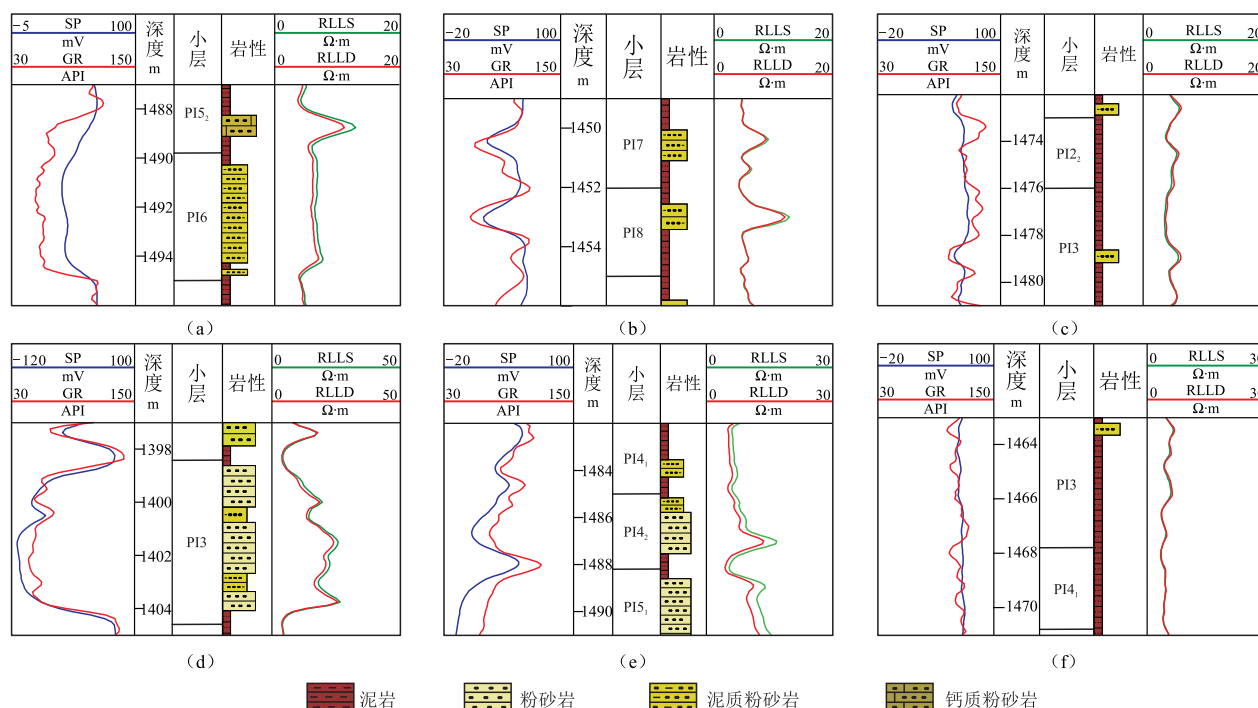 −5 SP 100
mV
30 GR 150
API
深度
m
小层
岩性
0 RLLS 20
Ω·m
0 RLLD 20
Ω·m
1488
1490
1492
1494
PI5₂
PI6
(a)
−20 SP 100
mV
30 GR 150
API
深度
m
小层
岩性
0 RLLS 20
Ω·m
0 RLLD 20
Ω·m
1450
1452
1454
PI7
PI8
(b)
−20 SP 100
mV
30 GR 150
API
深度
m
小层
岩性
0 RLLS 20
Ω·m
0 RLLD 20
Ω·m
1474
1476
1478
1480
PI2₂
PI3
(c)
−120 SP 100
mV
30 GR 150
API
深度
m
小层
岩性
0 RLLS 50
Ω·m
0 RLLD 50
Ω·m
1398
1400
1402
1404
PI3
(d)
−20 SP 100
mV
30 GR 150
API
深度
m
小层
岩性
0 RLLS 30
Ω·m
0 RLLD 30
Ω·m
1484
1486
1488
1490
PI4₁
PI4₂
PI5₁
(e)
−20 SP 100
mV
30 GR 150
API
深度
m
小层
岩性
0 RLLS 30
Ω·m
0 RLLD 30
Ω·m
1464
1466
1468
1470
PI3
PI4₁
(f)
泥岩 粉砂岩 泥质粉砂岩 钙质粉砂岩